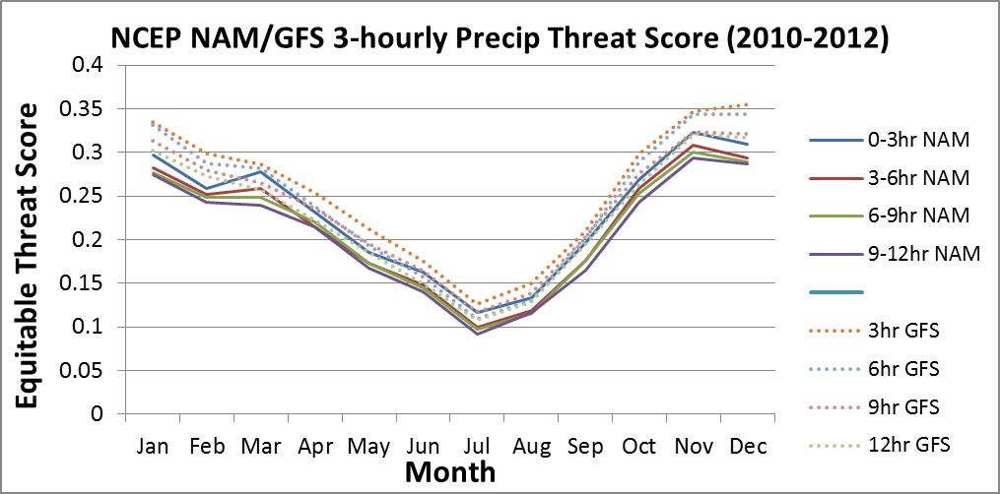 NCEP NAM/GFS 3-hourly Precip Threat Score (2010-2012)
Equitable Threat Score
0.4
0.35
0.3
0.25
0.2
0.15
0.1
0.05
0
Jan Feb Mar Apr May Jun Jul Aug Sep Oct Nov Dec
Month
0-3hr NAM
3-6hr NAM
6-9hr NAM
9-12hr NAM
3hr GFS
6hr GFS
9hr GFS
12hr GFS